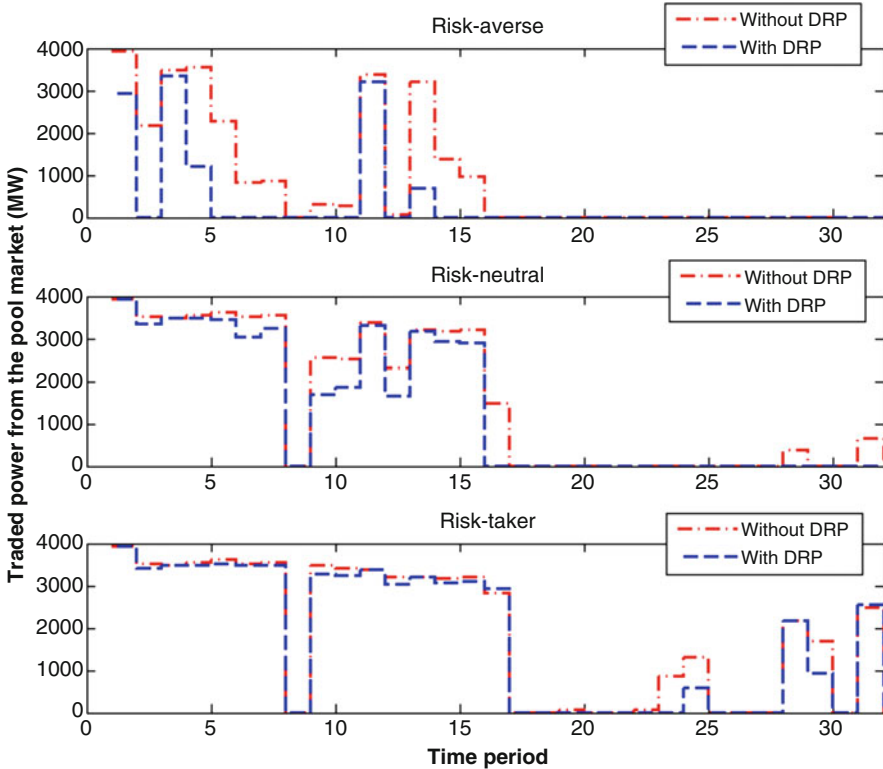 Risk-averse
Without DRP
With DRP
4000
3000
2000
1000
0
0 5 10 15 20 25 30
Risk-neutral
Without DRP
With DRP
4000
3000
2000
1000
0
0 5 10 15 20 25 30
Risk-taker
Without DRP
With DRP
4000
3000
2000
1000
0
0 5 10 15 20 25 30
Traded power from the pool market (MW)
Time period